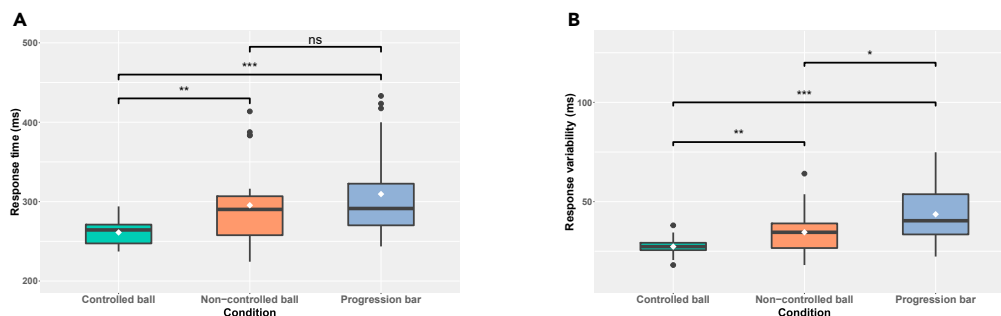 A
Response time (ms)
500
400
300
200
ns
***
**
Controlled ball
Non−controlled ball
Progression bar
Condition
B
Response variability (ms)
100
50
*
***
**
Controlled ball
Non−controlled ball
Progression bar
Condition